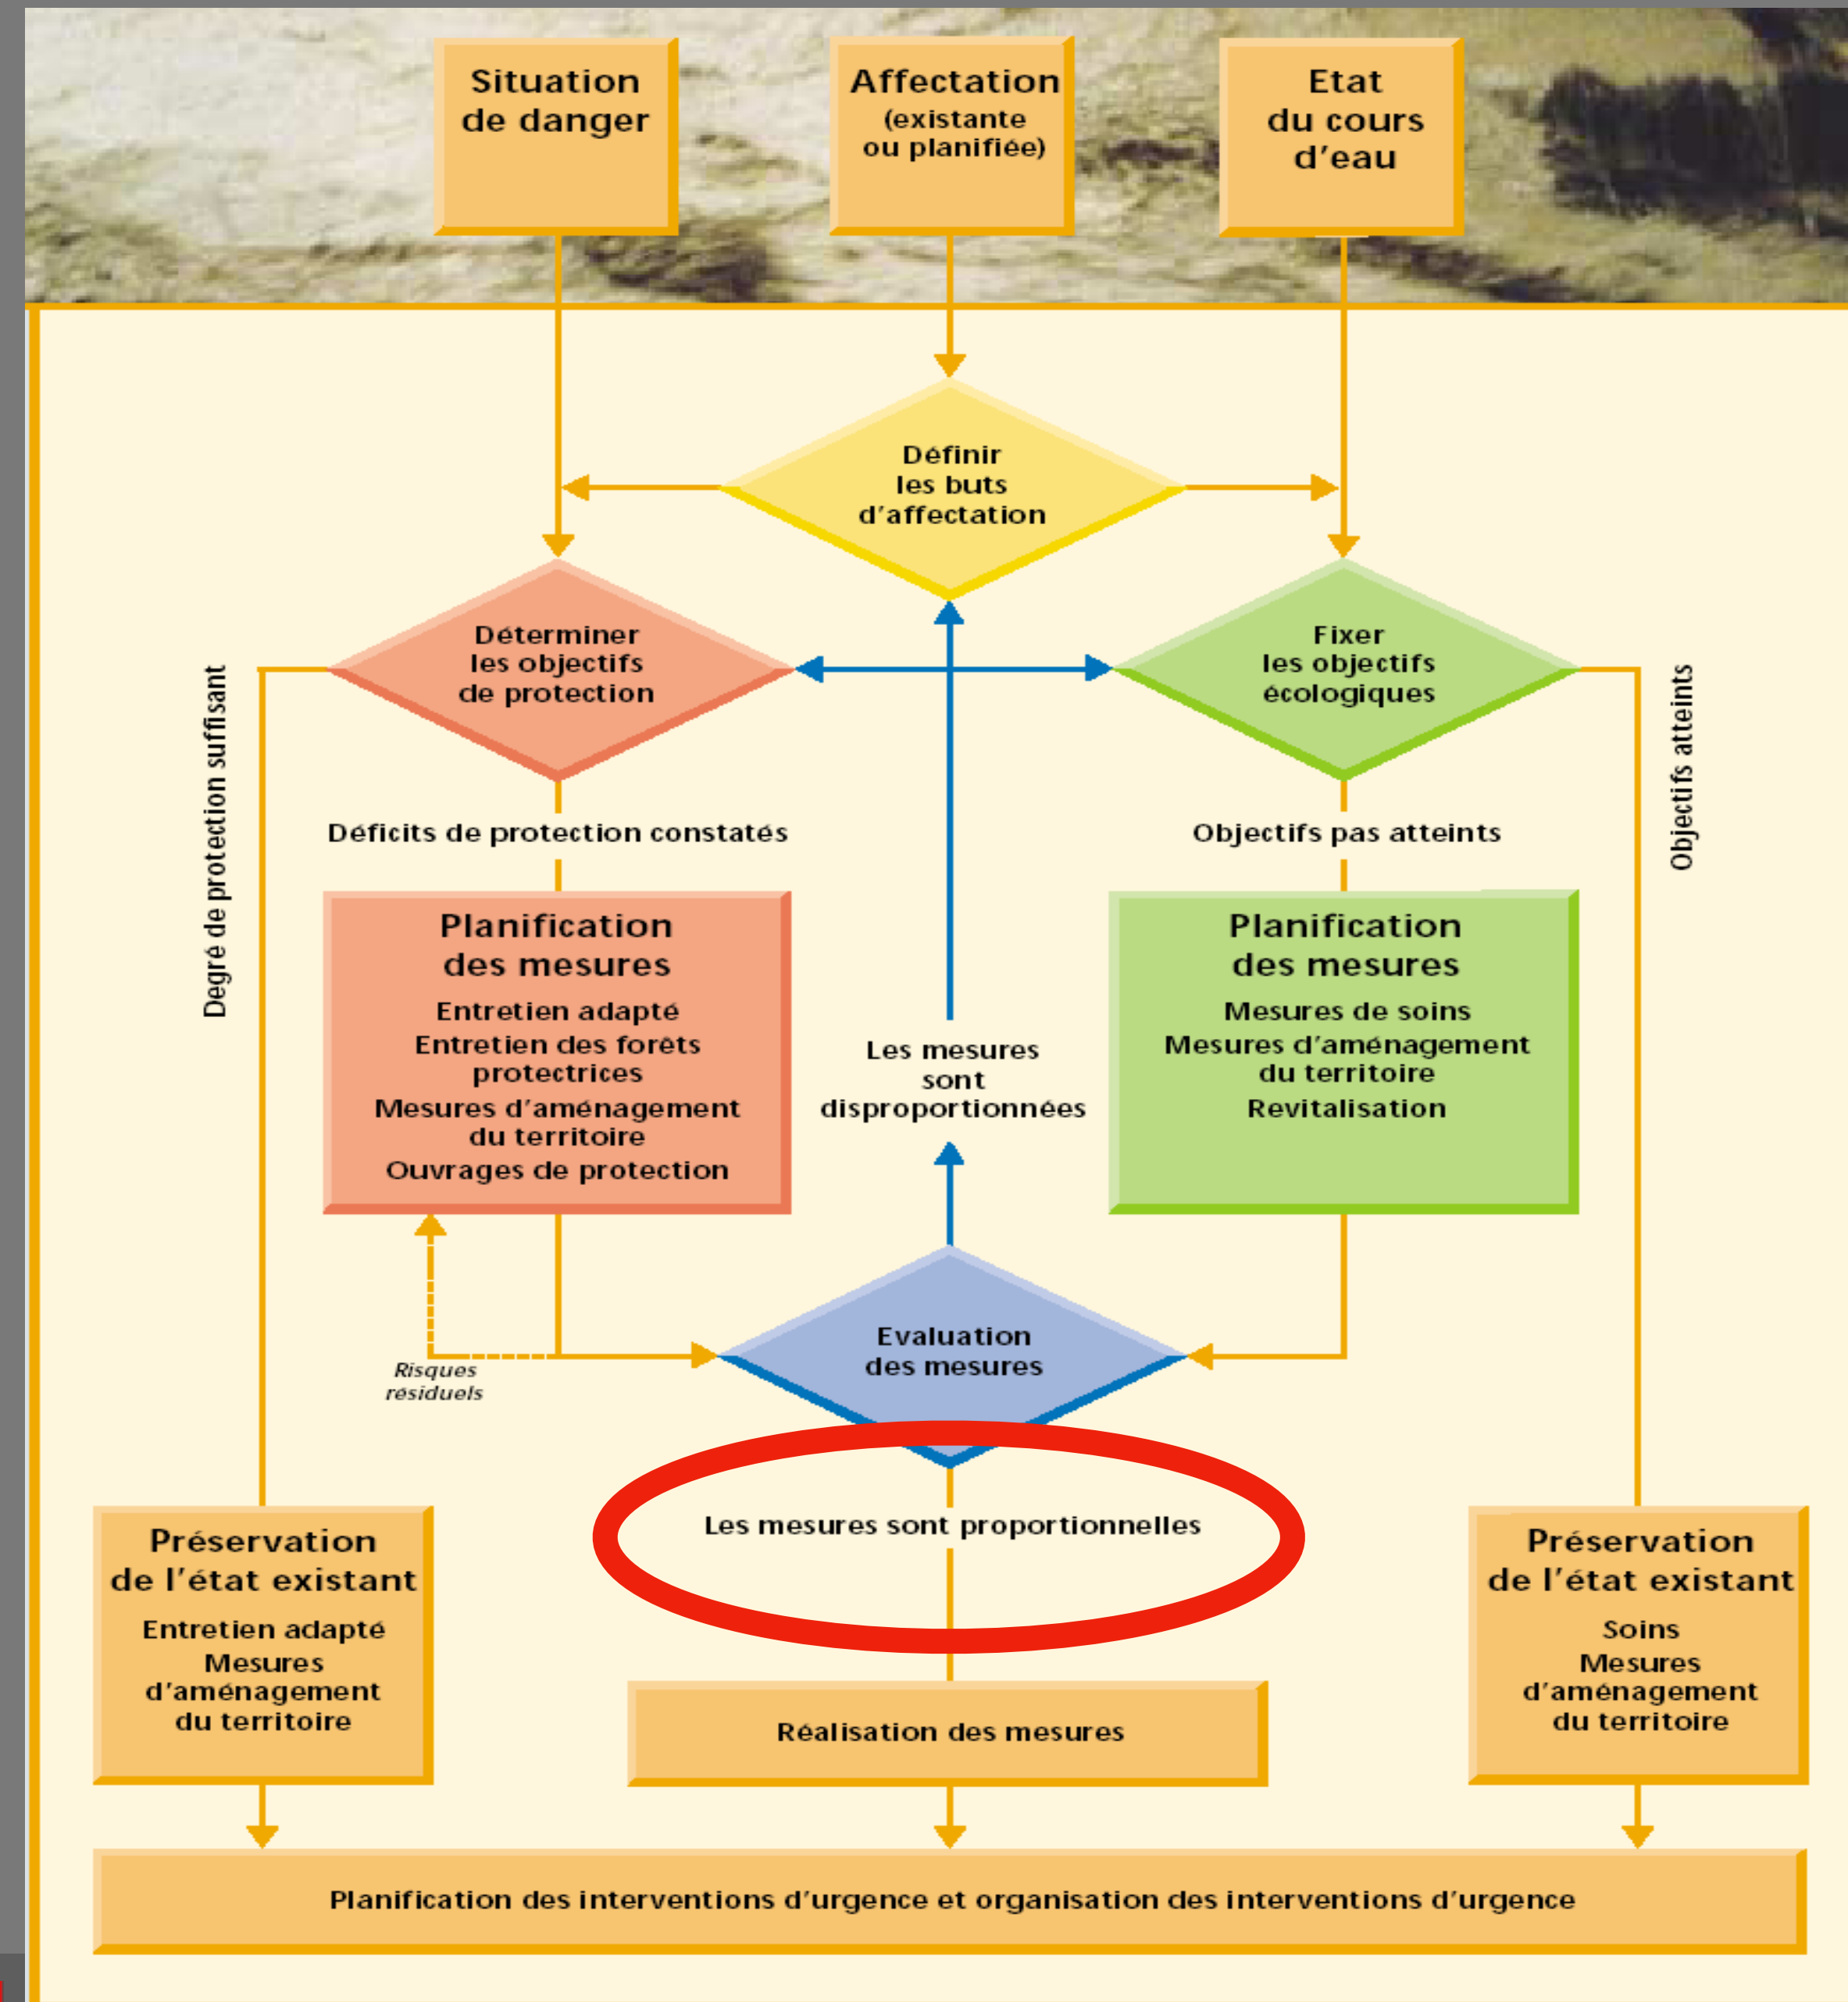 Situation
de danger
Affectation
(existante
ou planifiée)
Etat
du cours
d'eau
Définir
les buts
d'affectation
Déterminer
les objectifs
de protection
Fixer
les objectifs
écologiques
Degré de protection suffisant
Objectifs atteints
Déficits de protection constatés
Objectifs pas atteints
Planification
des mesures
Entretien adapté
Entretien des forêts
protectrices
Mesures d'aménagement
du territoire
Ouvrages de protection
Les mesures
sont
disproportionnées
Planification
des mesures
Mesures de soins
Mesures d'aménagement
du territoire
Revitalisation
Evaluation
des mesures
Risques
résiduels
Les mesures sont proportionnelles
Préservation
de l'état existant
Entretien adapté
Mesures
d'aménagement
du territoire
Réalisation des mesures
Préservation
de l'état existant
Soins
Mesures
d'aménagement
du territoire
Planification des interventions d'urgence et organisation des interventions d'urgence